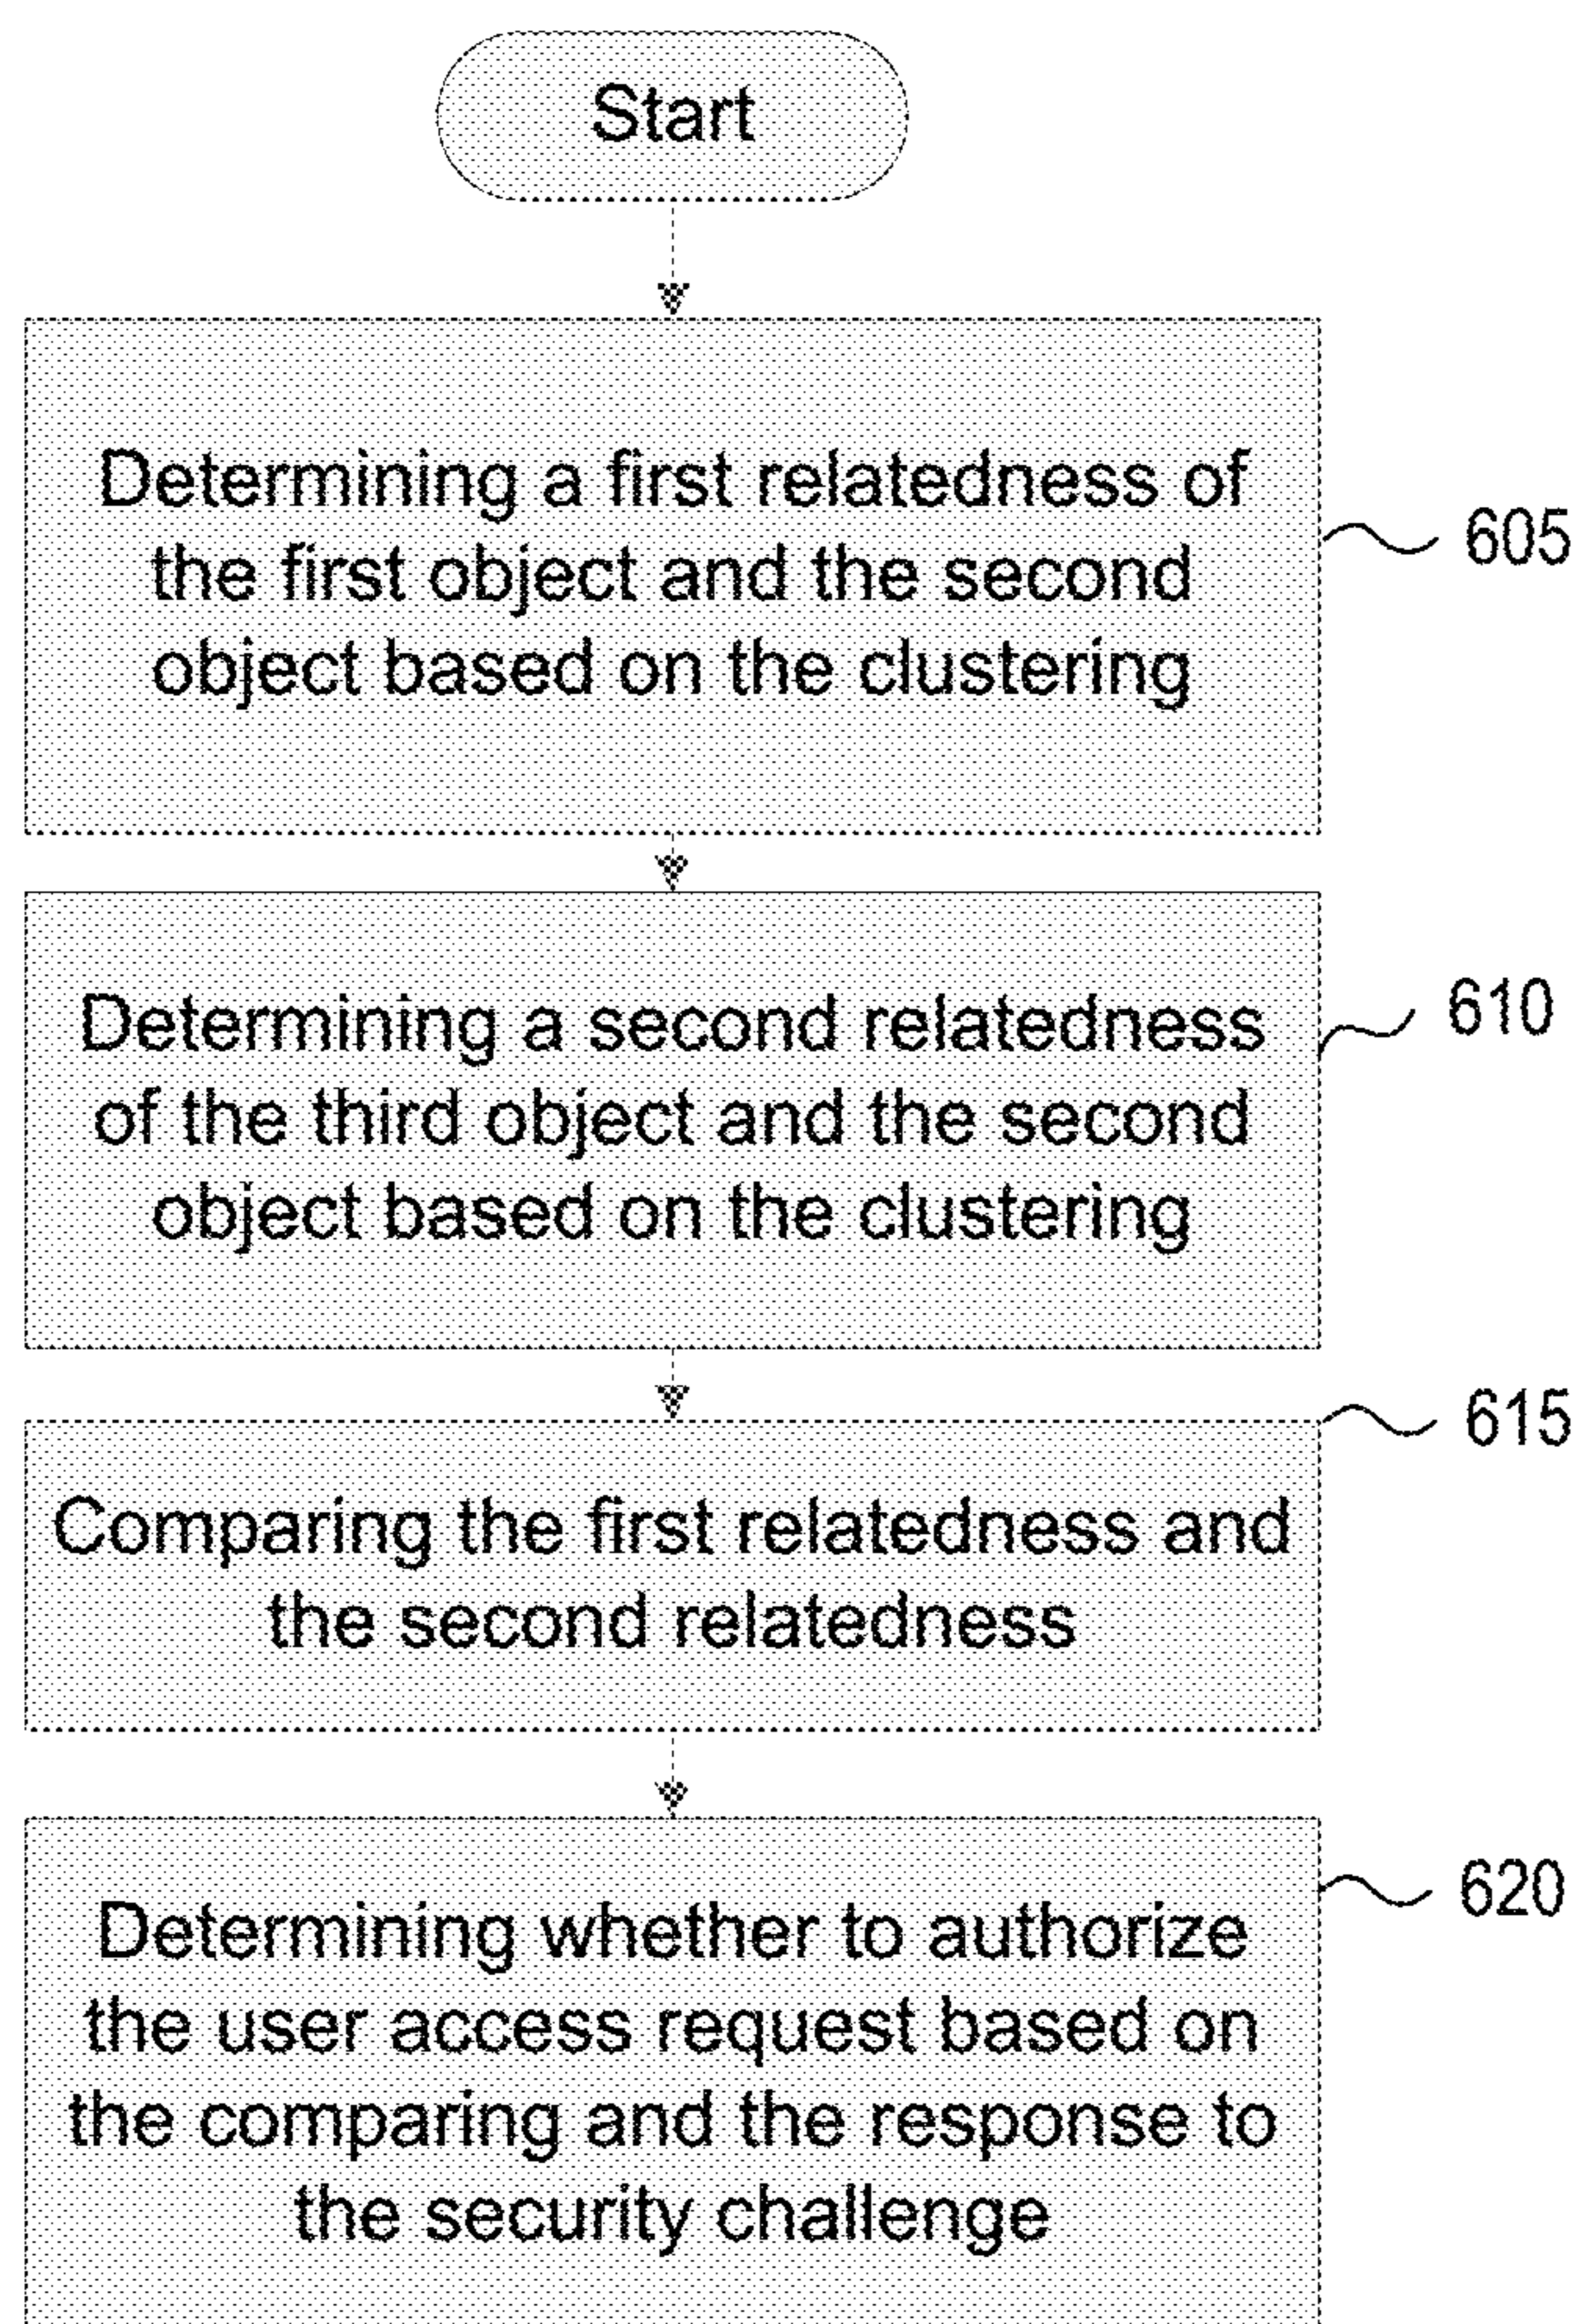 Start
Determining a first relatedness of
the first object and the second
object based on the clustering
605
Determining a second relatedness
of the third object and the second
object based on the clustering
610
615
Comparing the first relatedness and
the second relatedness
620
Determining whether to authorize
the user access request based on
the comparing and the response to
the security challenge